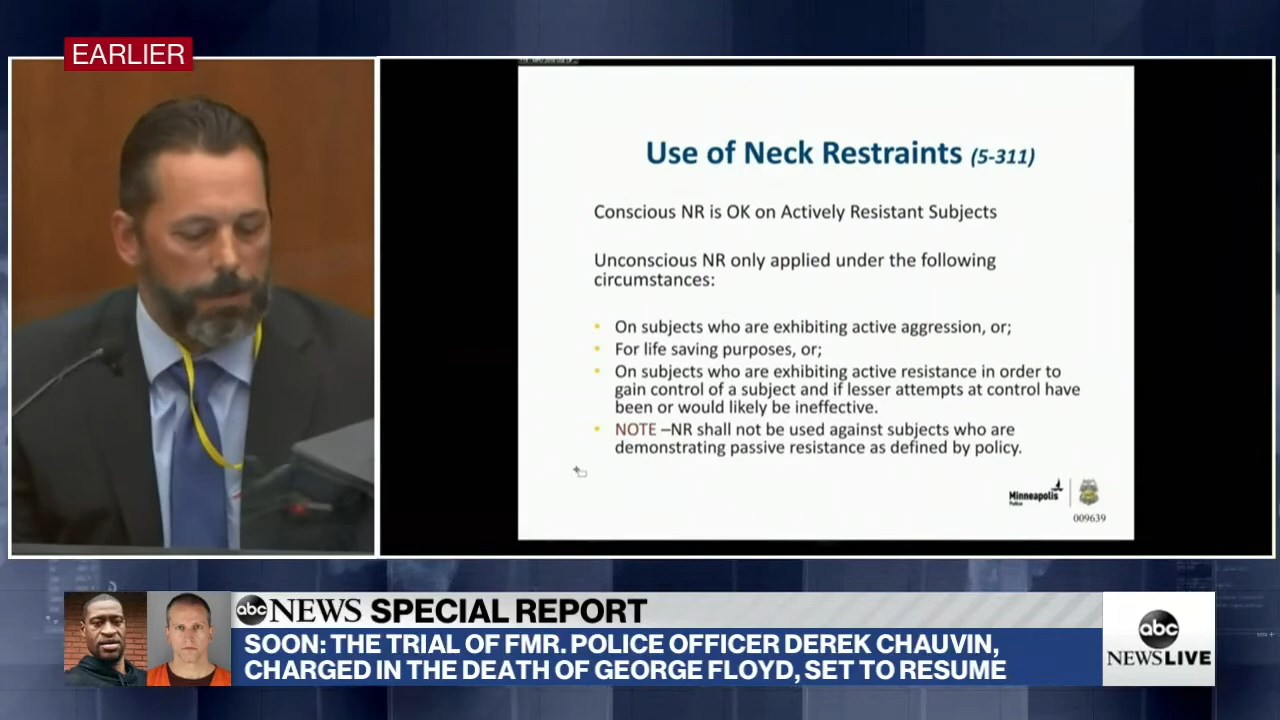 EARLIER
Use of Neck Restraints (5-311)
Conscious NR is OK on Actively Resistant Subjects
Unconscious NR only applied under the following
circumstances:
• On subjects who are exhibiting active aggression, or;
• For life saving purposes, or;
• On subjects who are exhibiting active resistance in order to
gain control of a subject and if lesser attempts at control have
been or would likely be ineffective.
• NOTE –NR shall not be used against subjects who are
demonstrating passive resistance as defined by policy.
Minneapolis
Police
009639
abc NEWS SPECIAL REPORT
SOON: THE TRIAL OF FMR. POLICE OFFICER DEREK CHAUVIN,
CHARGED IN THE DEATH OF GEORGE FLOYD, SET TO RESUME
abc
NEWS LIVE